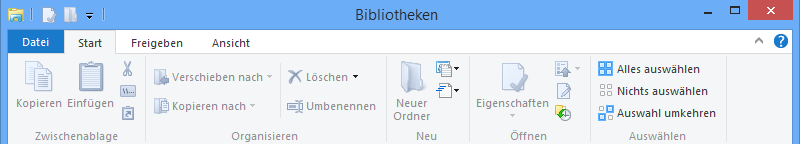 Bibliotheken
Datei Start Freigeben Ansicht
Kopieren Einfügen
Zwischenablage
Verschieben nach
Kopieren nach
Löschen
Umbenennen
Organisieren
Neuer
Ordner
Neu
Eigenschaften
Öffnen
Alles auswählen
Nichts auswählen
Auswahl umkehren
Auswählen